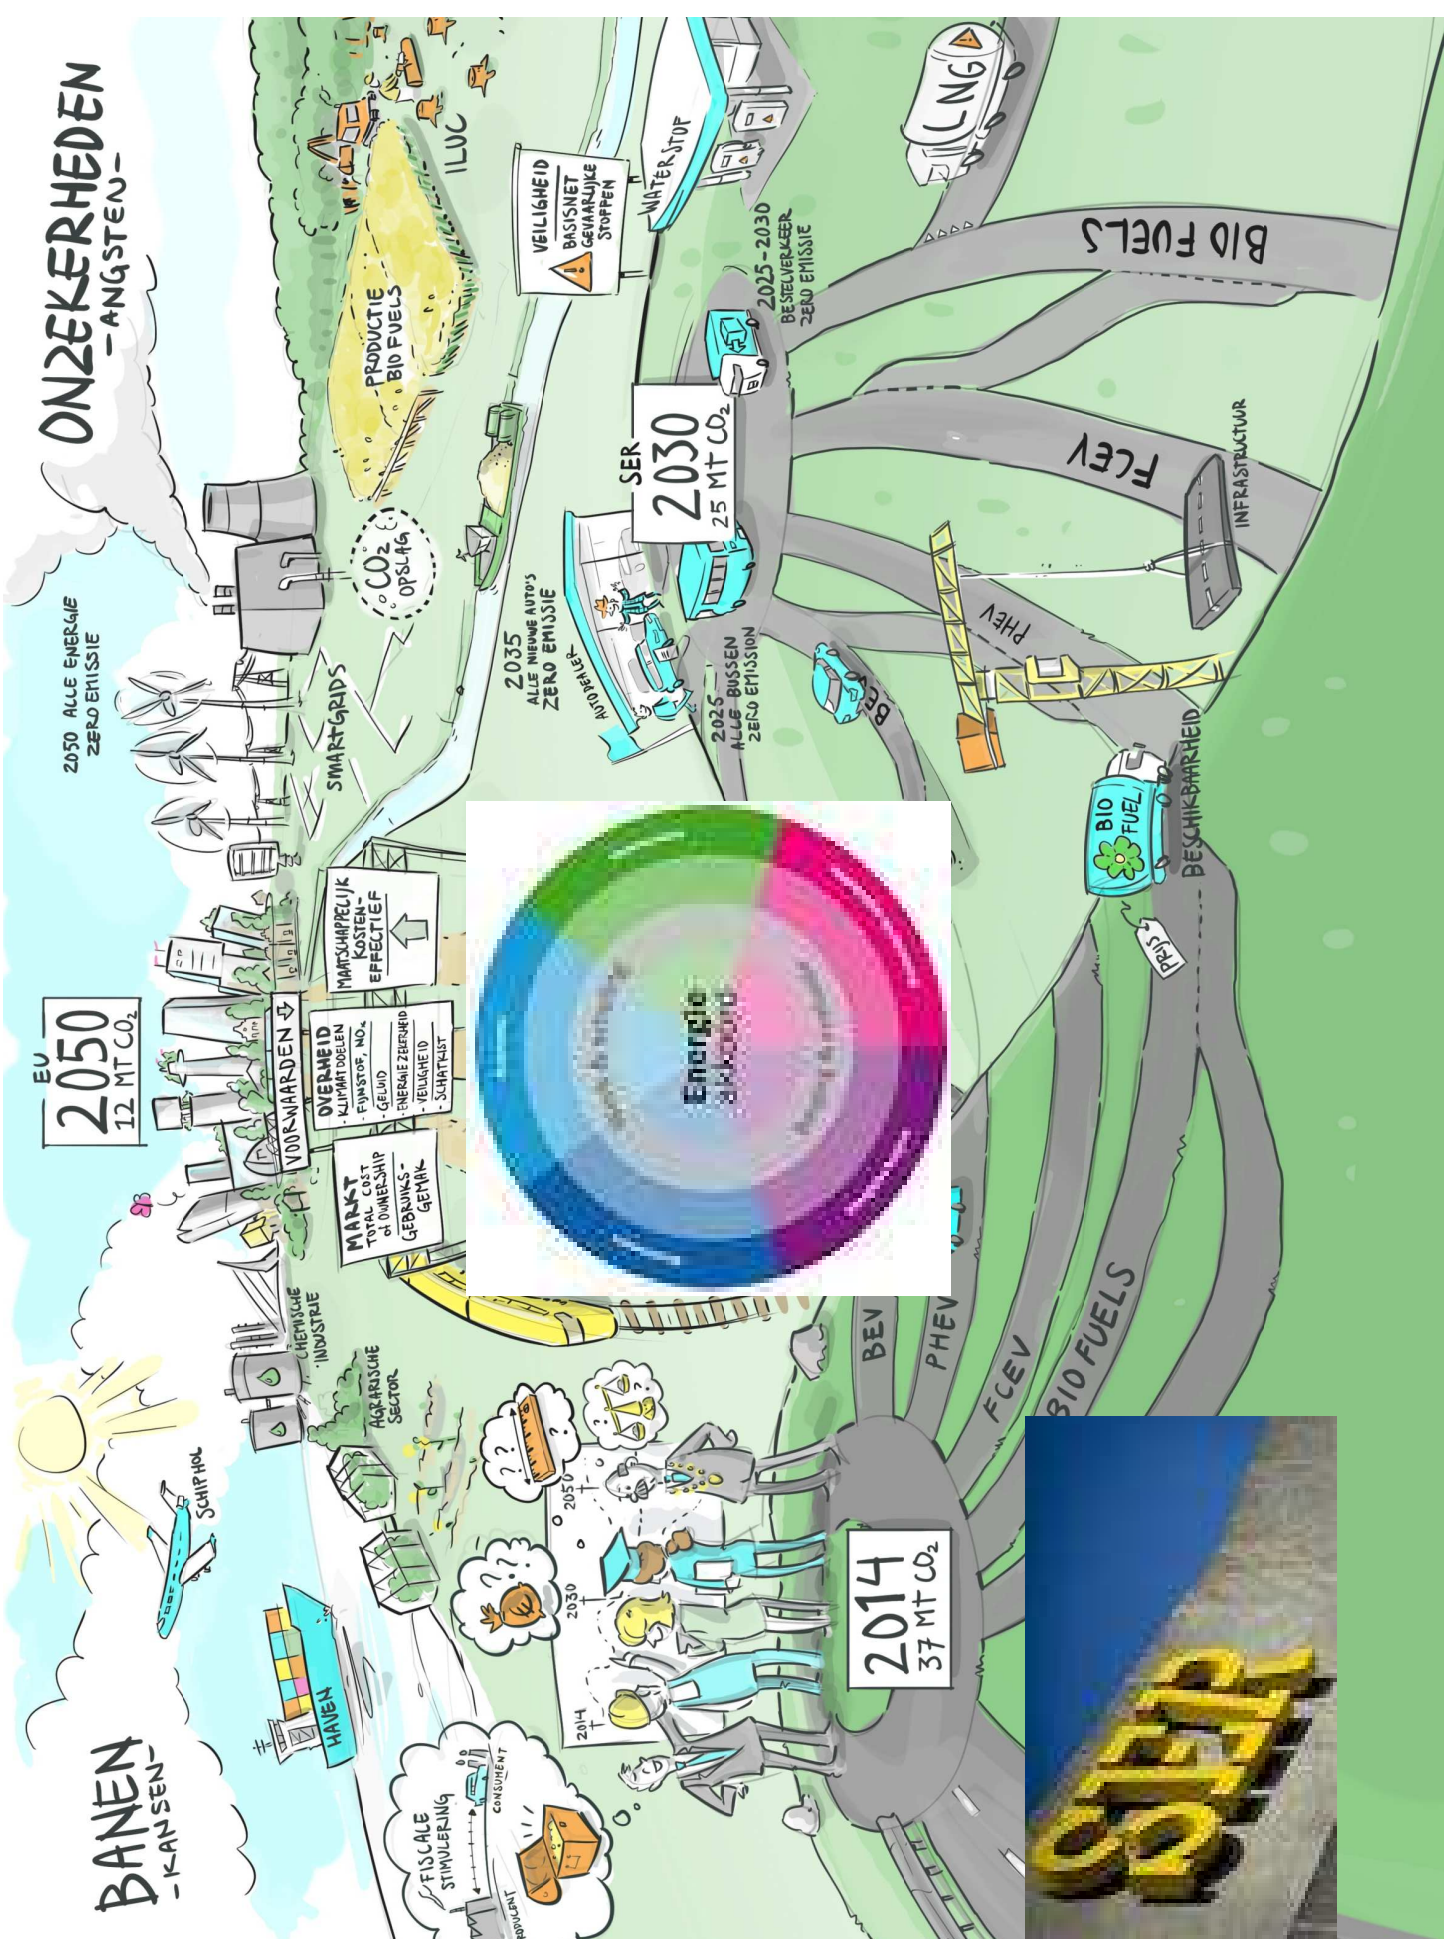 BANEN
-KANSEN-
EU
2050
12 MT CO₂
2050 ALLE ENERGIE
ZERO EMISSIE
ONZEKERHEDEN
-ANGSTEN-
SCHIPHOL
HAVEN
CHEMISCHE
INDUSTRIE
AGRARISCHE
SECTOR
VOORWAARDEN
MARKT
TOTAL COST
of OWNERSHIP
GEBRUIKS-
GEMAK
OVERHEID
- KLIMAATDOELEN
- FIJNSTOF, NOx
- GELUID
- ENERGIEZEKERHEID
- VEILIGHEID
- SCHATKIST
MAATSCHAPPELIJK
KOSTEN-
EFFECTIEF
SMARTGRIDS
CO₂
OPSLAG
PRODUCTIE
BIO FUELS
ILUC
FISCALE
STIMULERING
CONSUMENT
2014
2030
2050
? ?
? ?
? ?
Energie
akkoord
2035
ALLE NIEUWE AUTO'S
ZERO EMISSIE
AUTODEALER
VEILIGHEID
BASISNET
GEVAARLIJKE
STOFFEN
WATERSTOF
SER
2030
25 MT CO₂
2025
ALLE BUSSEN
ZERO EMISSION
2025-2030
BESTELVERKEER
ZERO EMISSIE
LNG
2014
37 MT CO₂
BEV
PHEV
FCEV
BIO FUELS
BEV
PHEV
FCEV
BIO FUELS
BIO
FUEL
PRIJS
BESCHIKBAARHEID
INFRASTRUCTUUR
SER